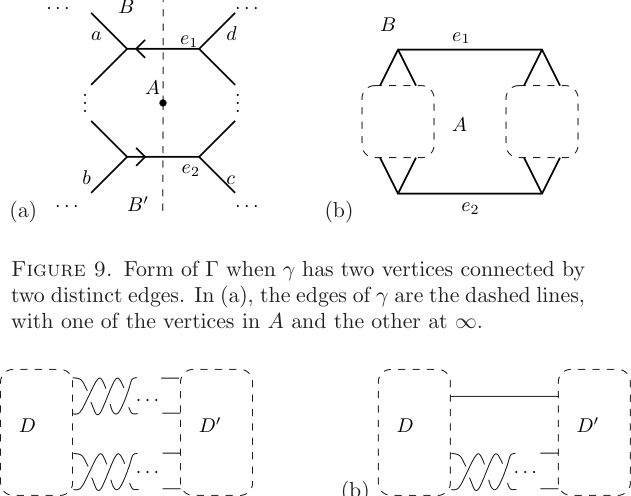 ··· B ···
a e₁ d
A
⋮ ⋮
b e₂ c
(a) ··· B′ ···
B e₁
A
(b) e₂
FIGURE 9. Form of Γ when γ has two vertices connected by
two distinct edges. In (a), the edges of γ are the dashed lines,
with one of the vertices in A and the other at ∞.
D ··· D′
···
D D′
(b) ···